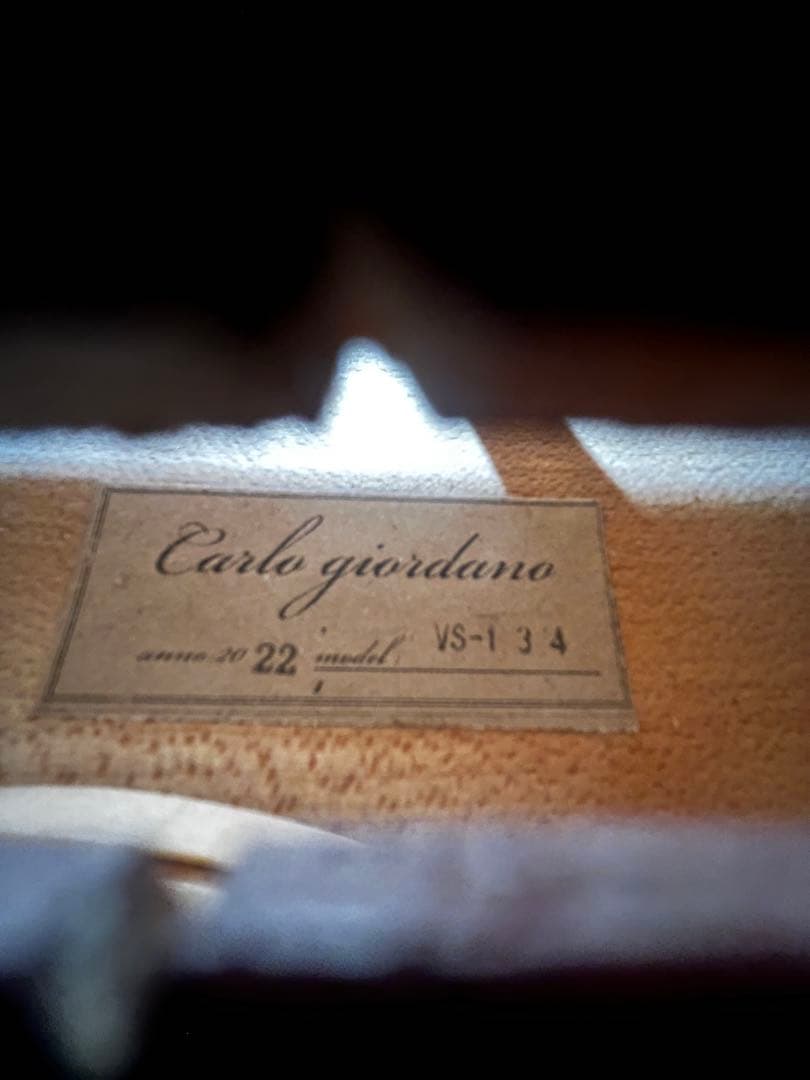 Carlo giordano
anno 20 22 model VS-1 3 4